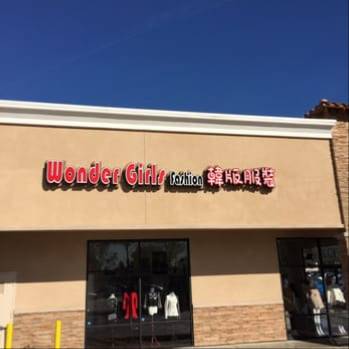 Wonder Girls Fashion 韓版服裝